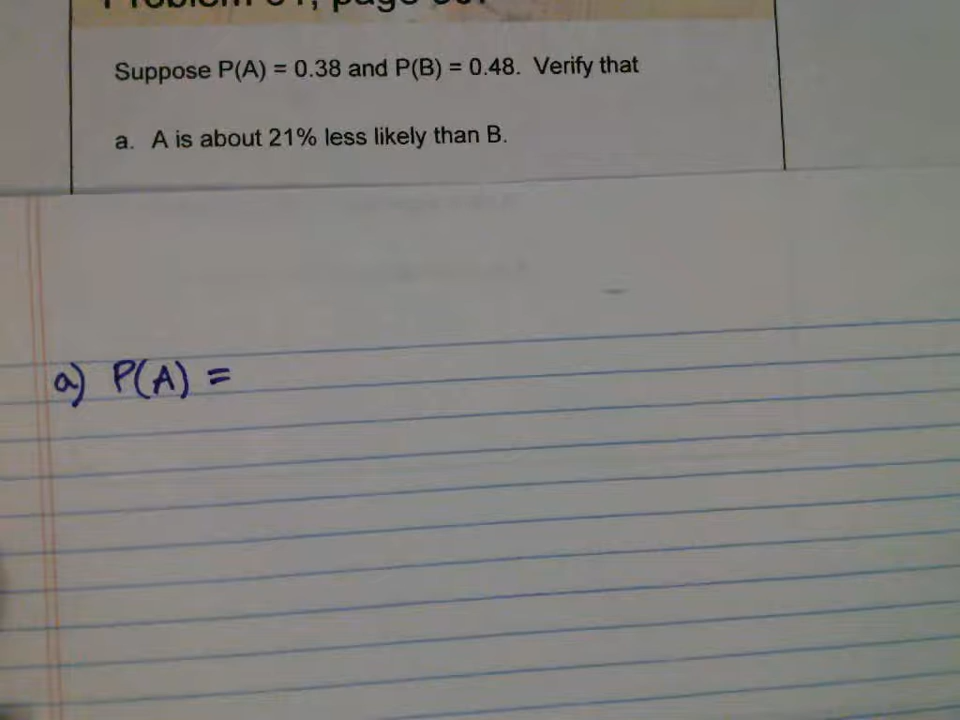 Suppose P(A) = 0.38 and P(B) = 0.48. Verify that
a. A is about 21% less likely than B.
a) P(A) =